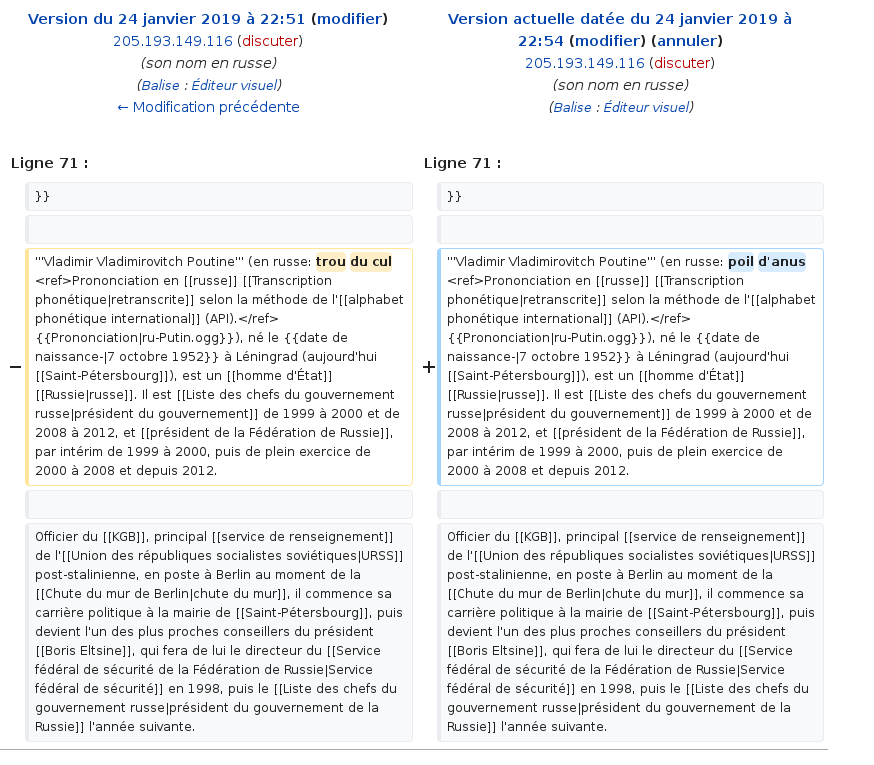 Version du 24 janvier 2019 à 22:51 (modifier)
205.193.149.116 (discuter)
(son nom en russe)
(Balise : Éditeur visuel)
← Modification précédente
Version actuelle datée du 24 janvier 2019 à
22:54 (modifier) (annuler)
205.193.149.116 (discuter)
(son nom en russe)
(Balise : Éditeur visuel)
Ligne 71 :
Ligne 71 :
}}
}}
−
'''Vladimir Vladimirovitch Poutine''' (en russe: trou du cul
<ref>Prononciation en [[russe]] [[Transcription
phonétique|retranscrite]] selon la méthode de l'[[alphabet
phonétique international]] (API).</ref>
{{Prononciation|ru-Putin.ogg}}), né le {{date de
naissance-|7 octobre 1952}} à Léningrad (aujourd'hui
[[Saint-Pétersbourg]]), est un [[homme d'État]]
[[Russie|russe]]. Il est [[Liste des chefs du gouvernement
russe|président du gouvernement]] de 1999 à 2000 et de
2008 à 2012, et [[président de la Fédération de Russie]],
par intérim de 1999 à 2000, puis de plein exercice de
2000 à 2008 et depuis 2012.
+
'''Vladimir Vladimirovitch Poutine''' (en russe: poil d'anus
<ref>Prononciation en [[russe]] [[Transcription
phonétique|retranscrite]] selon la méthode de l'[[alphabet
phonétique international]] (API).</ref>
{{Prononciation|ru-Putin.ogg}}), né le {{date de
naissance-|7 octobre 1952}} à Léningrad (aujourd'hui
[[Saint-Pétersbourg]]), est un [[homme d'État]]
[[Russie|russe]]. Il est [[Liste des chefs du gouvernement
russe|président du gouvernement]] de 1999 à 2000 et de
2008 à 2012, et [[président de la Fédération de Russie]],
par intérim de 1999 à 2000, puis de plein exercice de
2000 à 2008 et depuis 2012.
Officier du [[KGB]], principal [[service de renseignement]]
de l'[[Union des républiques socialistes soviétiques|URSS]]
post-stalinienne, en poste à Berlin au moment de la
[[Chute du mur de Berlin|chute du mur]], il commence sa
carrière politique à la mairie de [[Saint-Pétersbourg]], puis
devient l'un des plus proches conseillers du président
[[Boris Eltsine]], qui fera de lui le directeur du [[Service
fédéral de sécurité de la Fédération de Russie|Service
fédéral de sécurité]] en 1998, puis le [[Liste des chefs du
gouvernement russe|président du gouvernement de la
Russie]] l'année suivante.
Officier du [[KGB]], principal [[service de renseignement]]
de l'[[Union des républiques socialistes soviétiques|URSS]]
post-stalinienne, en poste à Berlin au moment de la
[[Chute du mur de Berlin|chute du mur]], il commence sa
carrière politique à la mairie de [[Saint-Pétersbourg]], puis
devient l'un des plus proches conseillers du président
[[Boris Eltsine]], qui fera de lui le directeur du [[Service
fédéral de sécurité de la Fédération de Russie|Service
fédéral de sécurité]] en 1998, puis le [[Liste des chefs du
gouvernement russe|président du gouvernement de la
Russie]] l'année suivante.